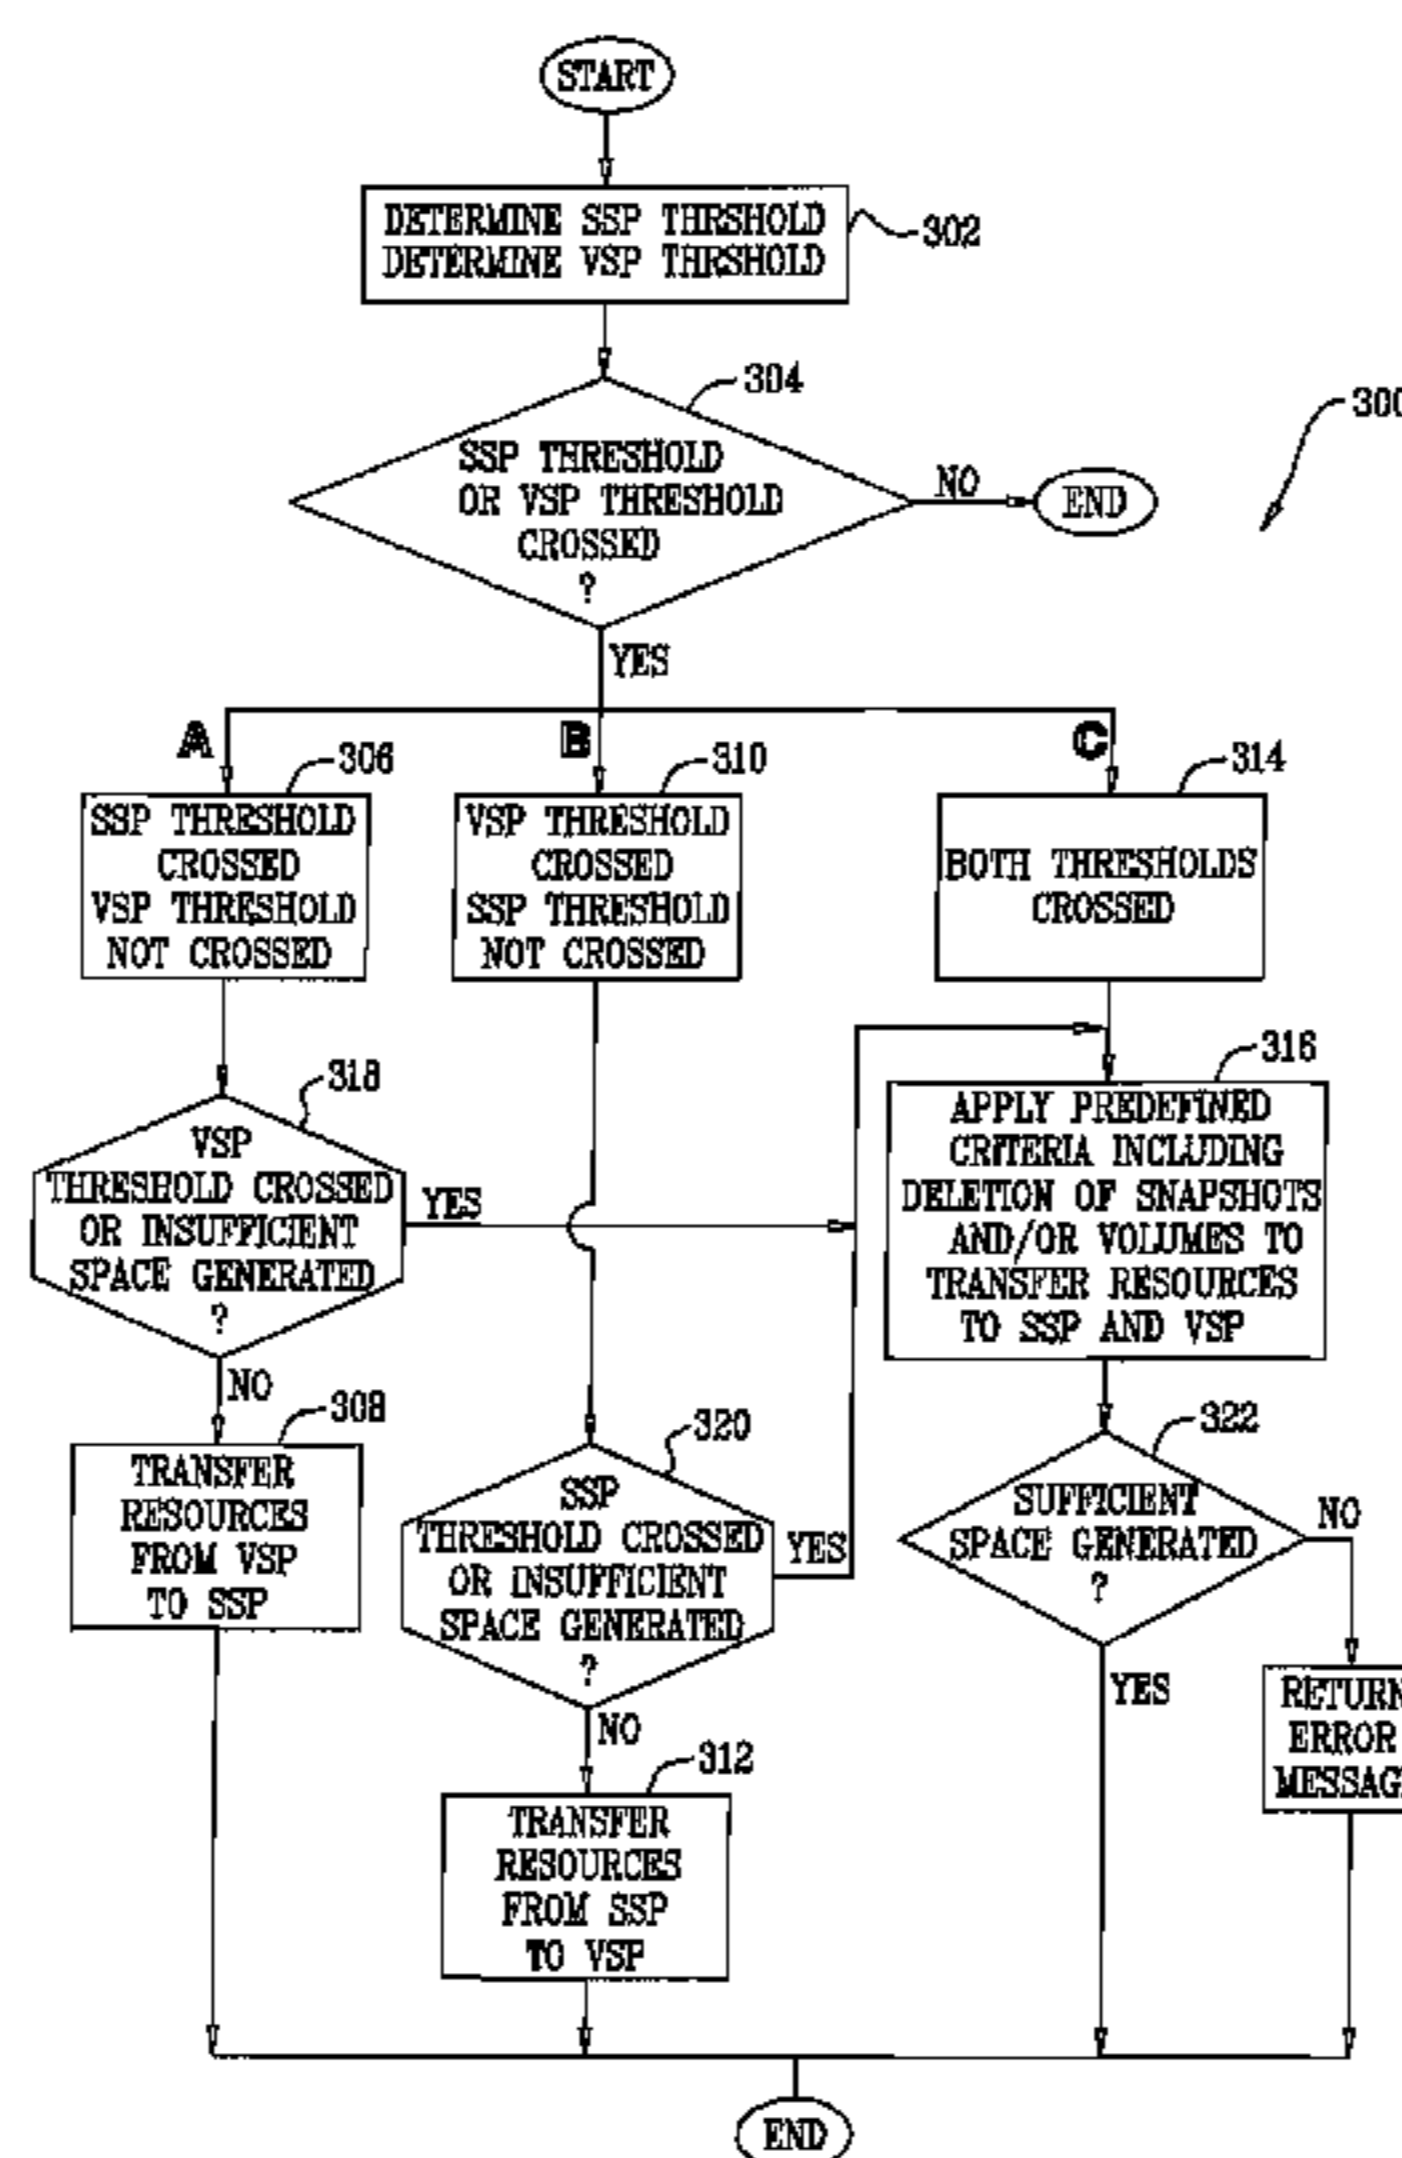 START
DETERMINE SSP THRSHOLD
DETERMINE VSP THRSHOLD
302
304
SSP THRESHOLD
OR VSP THRESHOLD
CROSSED
?
NO
END
300
YES
A
B
C
306
310
314
SSP THRESHOLD
CROSSED
VSP THRESHOLD
NOT CROSSED
VSP THRESHOLD
CROSSED
SSP THRESHOLD
NOT CROSSED
BOTH THRESHOLDS
CROSSED
318
VSP
THRESHOLD CROSSED
OR INSUFFICIENT
SPACE GENERATED
?
YES
NO
316
APPLY PREDEFINED
CRITERIA INCLUDING
DELETION OF SNAPSHOTS
AND/OR VOLUMES TO
TRANSFER RESOURCES
TO SSP AND VSP
308
TRANSFER
RESOURCES
FROM VSP
TO SSP
320
SSP
THRESHOLD CROSSED
OR INSUFFICIENT
SPACE GENERATED
?
YES
NO
322
SUFFICIENT
SPACE GENERATED
?
NO
YES
RETURN
ERROR
MESSAG
312
TRANSFER
RESOURCES
FROM SSP
TO VSP
END